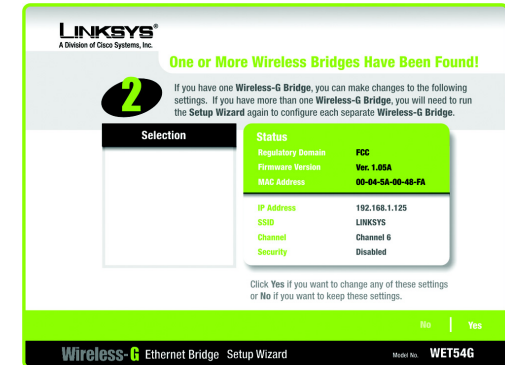 LINKSYS®
A Division of Cisco Systems, Inc.
One or More Wireless Bridges Have Been Found!
2
If you have one Wireless-G Bridge, you can make changes to the following
settings. If you have more than one Wireless-G Bridge, you will need to run
the Setup Wizard again to configure each separate Wireless-G Bridge.
Selection
Status
Regulatory Domain FCC
Firmware Version Ver. 1.05A
MAC Address 00-04-5A-00-48-FA
IP Address 192.168.1.125
SSID LINKSYS
Channel Channel 6
Security Disabled
Click Yes if you want to change any of these settings
or No if you want to keep these settings.
No Yes
Wireless-G Ethernet Bridge Setup Wizard Model No. WET54G